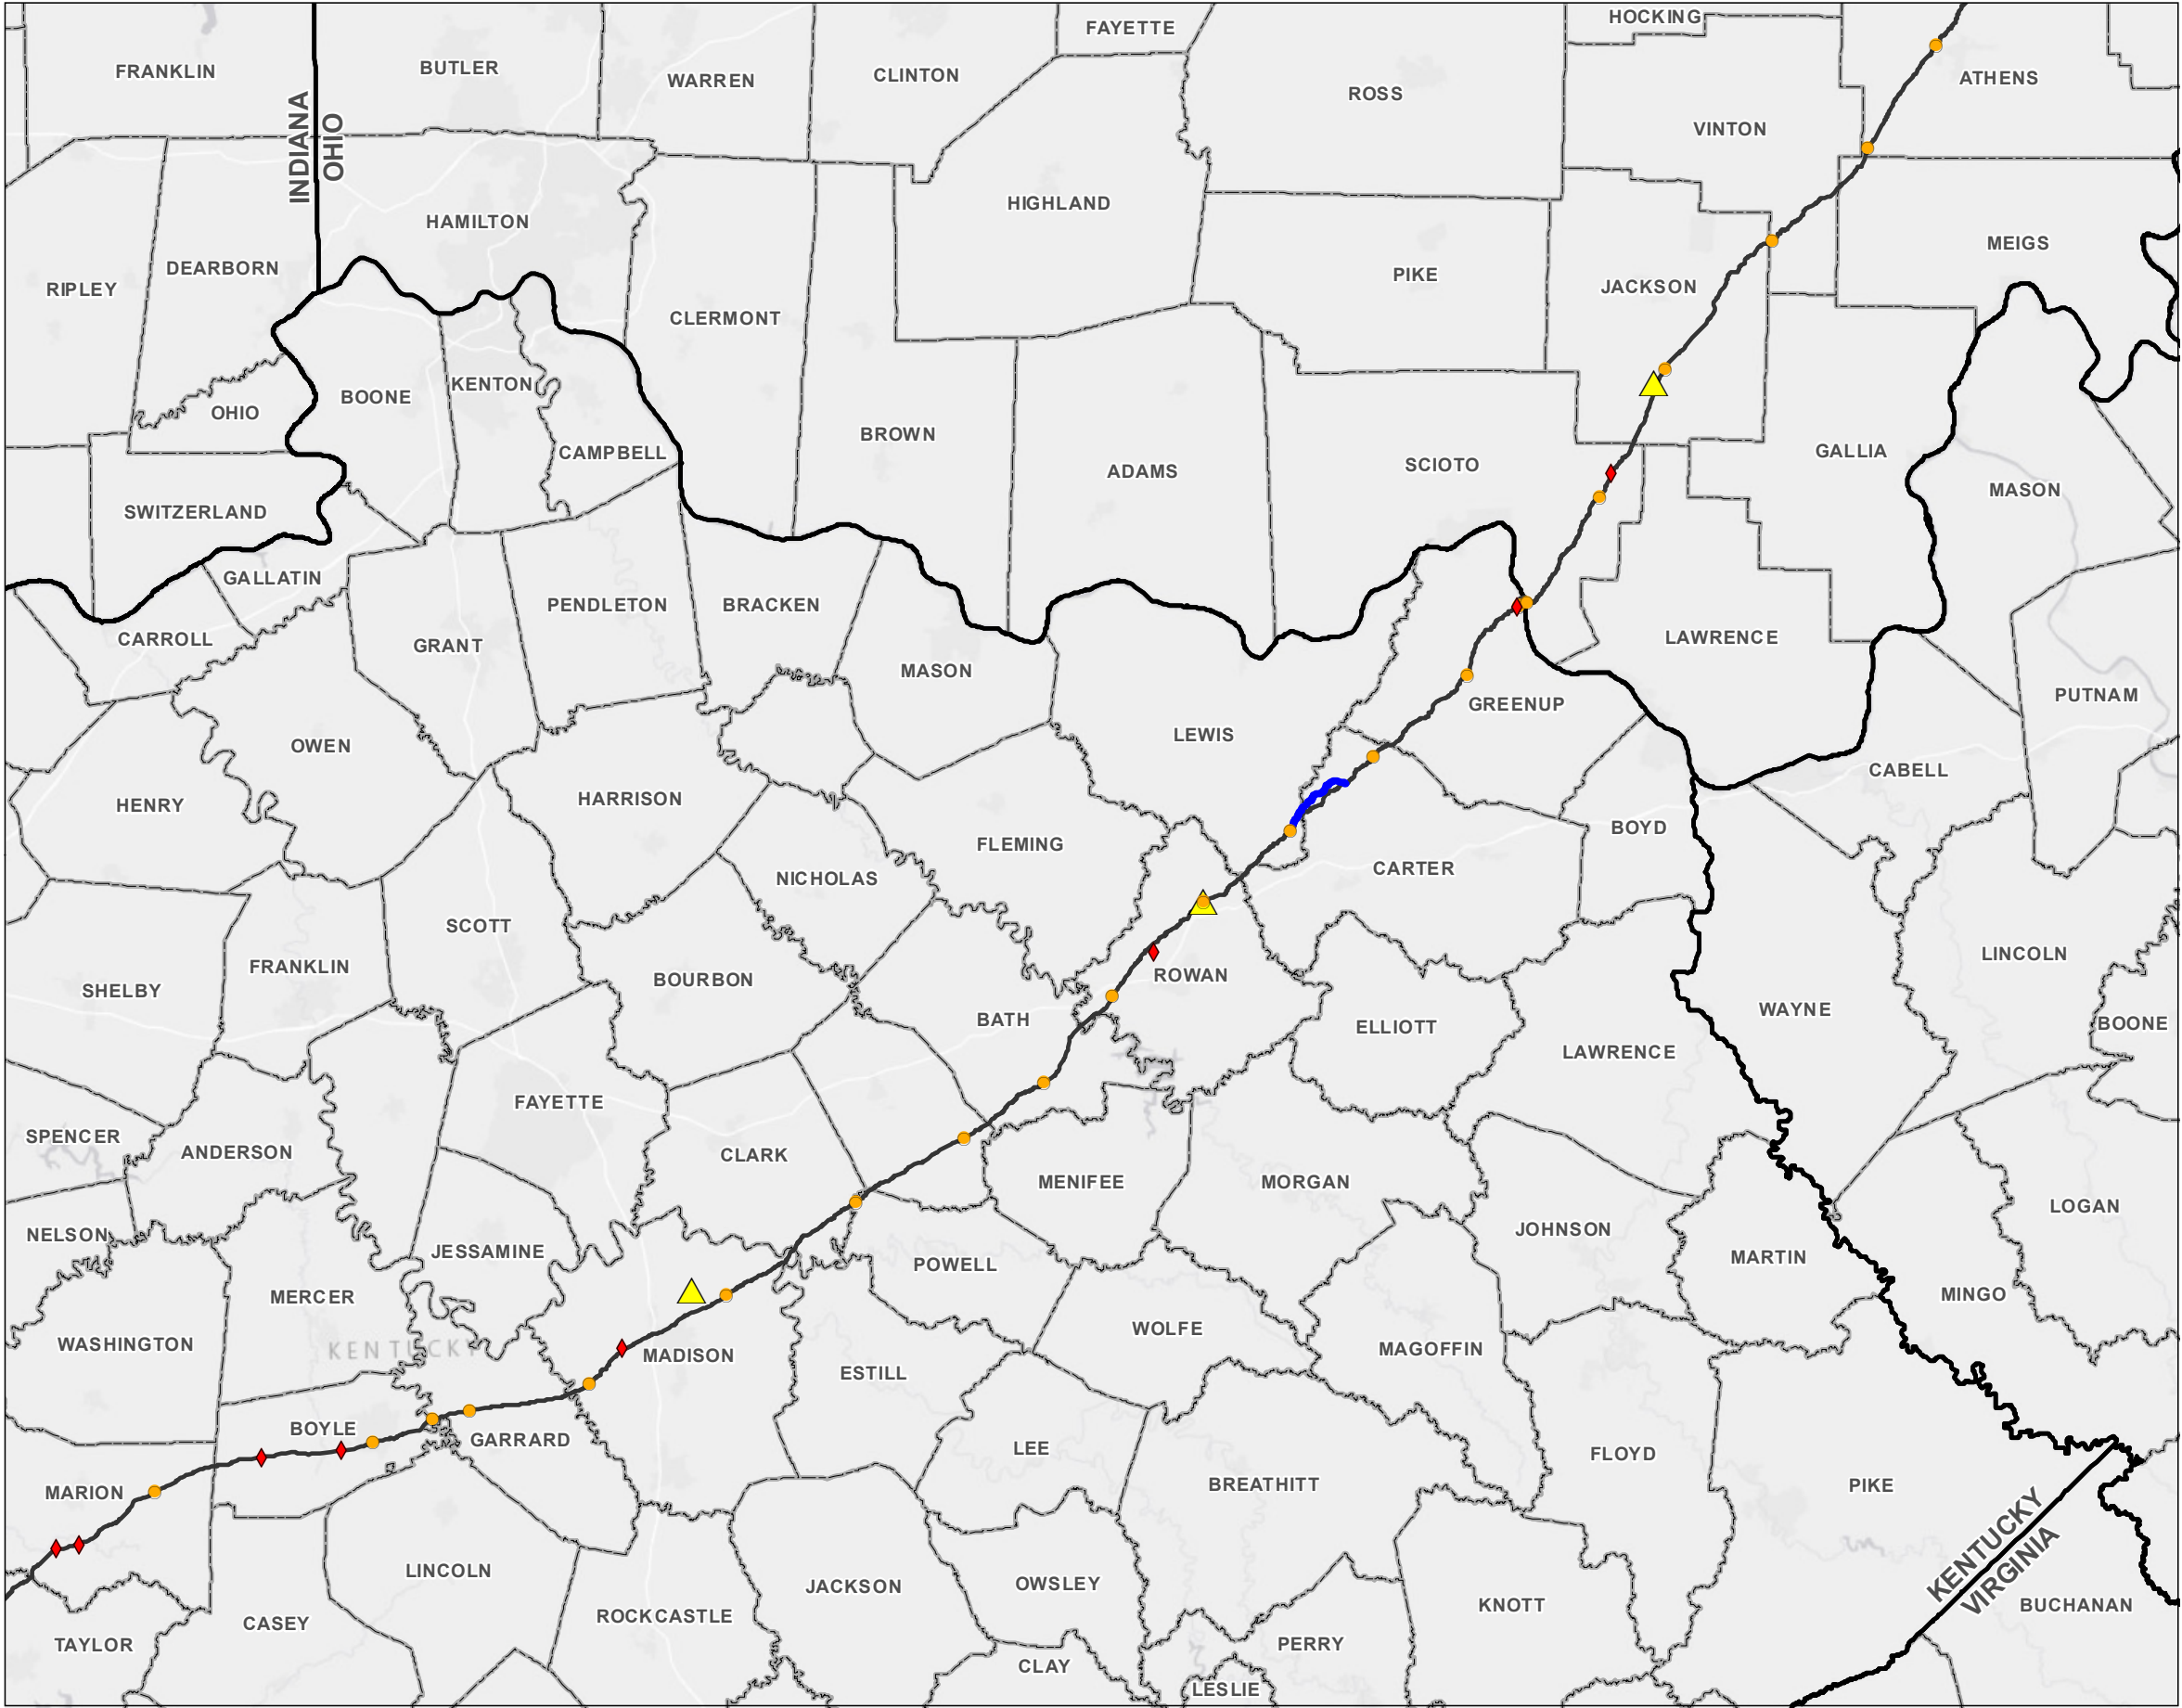 HOCKING
FAYETTE
FRANKLIN
BUTLER
WARREN
CLINTON
ATHENS
ROSS
VINTON
INDIANA
OHIO
HIGHLAND
HAMILTON
MEIGS
DEARBORN
PIKE
JACKSON
RIPLEY
CLERMONT
KENTON
BOONE
OHIO
BROWN
CAMPBELL
GALLIA
SCIOTO
ADAMS
MASON
SWITZERLAND
GALLATIN
PENDLETON
BRACKEN
LAWRENCE
CARROLL
GRANT
MASON
PUTNAM
GREENUP
LEWIS
OWEN
CABELL
HARRISON
HENRY
BOYD
FLEMING
CARTER
NICHOLAS
SCOTT
LINCOLN
FRANKLIN
ROWAN
BOURBON
SHELBY
WAYNE
BATH
BOONE
ELLIOTT
LAWRENCE
FAYETTE
SPENCER
ANDERSON
CLARK
MENIFEE
MORGAN
LOGAN
NELSON
JOHNSON
JESSAMINE
MARTIN
POWELL
MERCER
MINGO
WOLFE
WASHINGTON
KENTUCKY
MAGOFFIN
MADISON
ESTILL
BOYLE
GARRARD
LEE
FLOYD
BREATHITT
PIKE
MARION
KENTUCKY
VIRGINIA
LINCOLN
OWSLEY
JACKSON
KNOTT
BUCHANAN
ROCKCASTLE
CASEY
PERRY
TAYLOR
CLAY
LESLIE